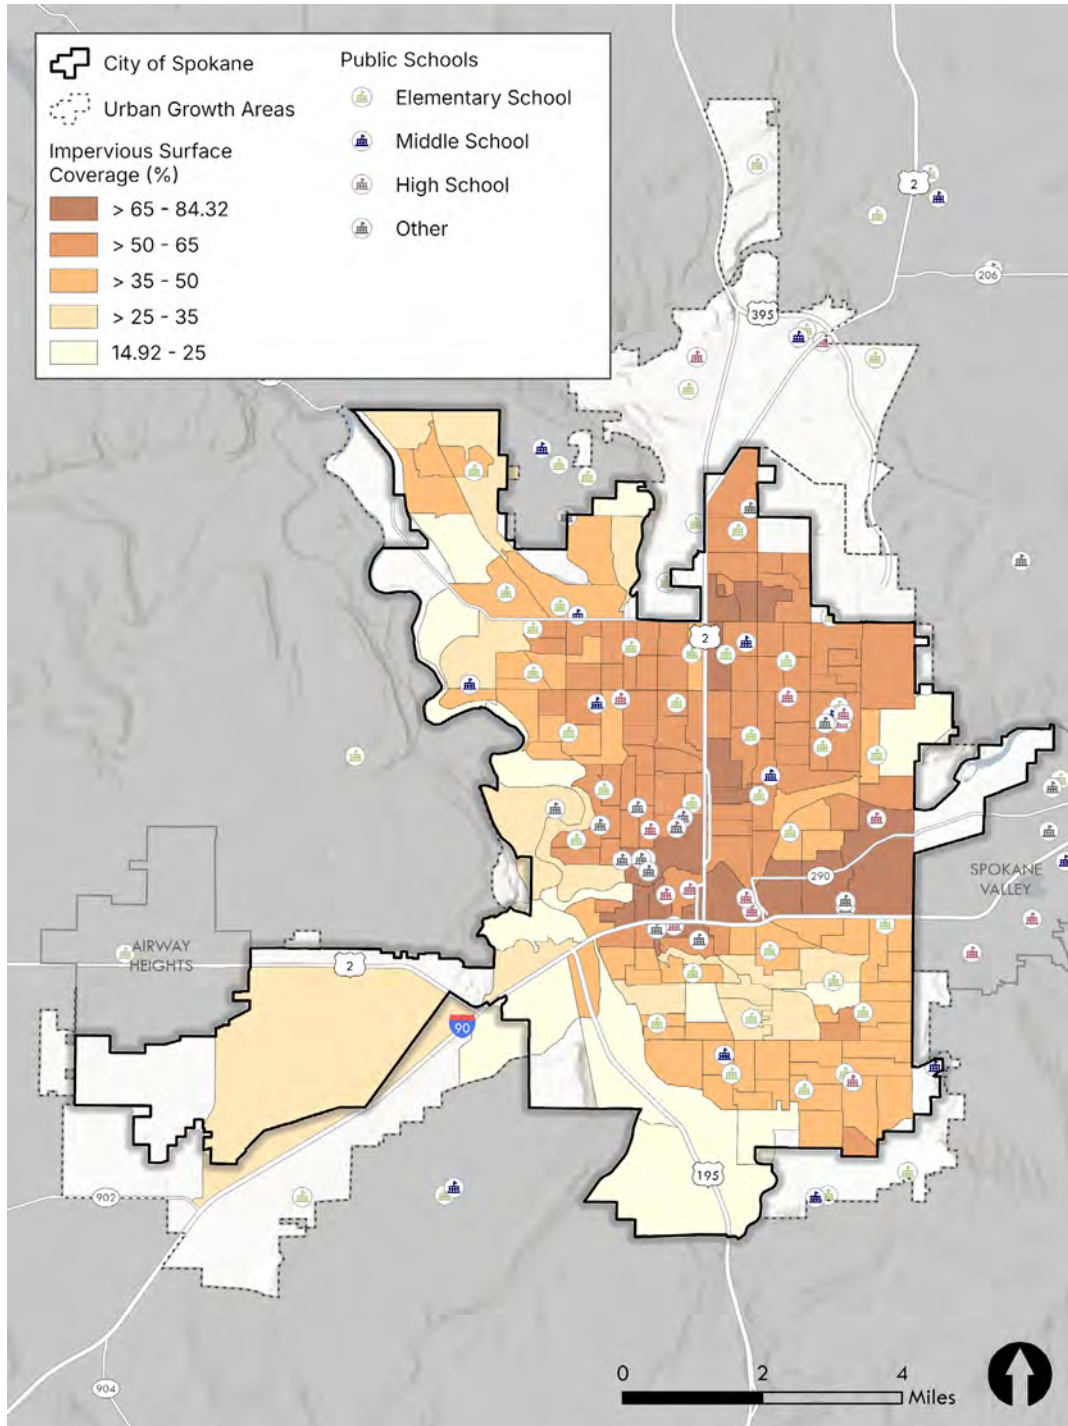 City of Spokane
Urban Growth Areas
Impervious Surface
Coverage (%)
> 65 - 84.32
> 50 - 65
> 35 - 50
> 25 - 35
14.92 - 25
Public Schools
Elementary School
Middle School
High School
Other
2
206
395
2
290
SPOKANE
VALLEY
AIRWAY
HEIGHTS
2
90
195
902
904
0 2 4
Miles